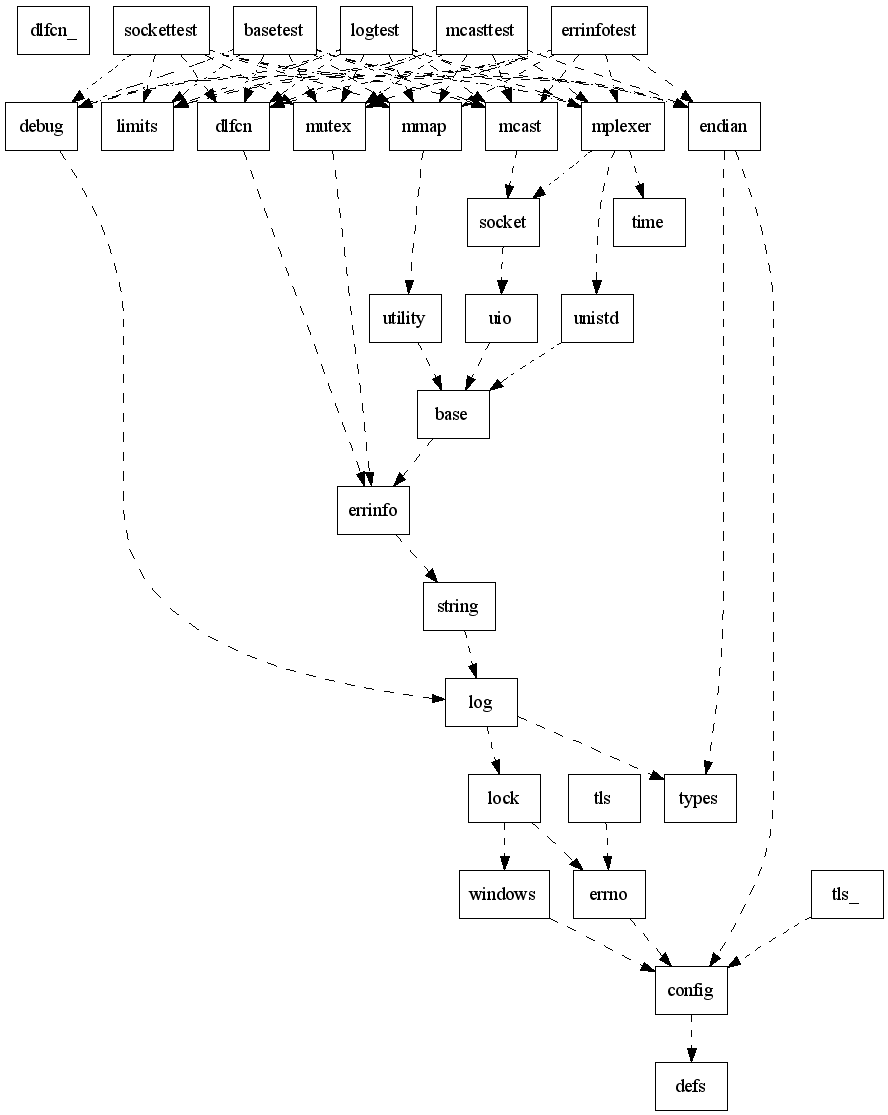 dlfcn_
sockettest
basetest
logtest
mcasttest
errinfotest
debug
limits
dlfcn
mutex
mmap
mcast
mplexer
endian
socket
time
utility
uio
unistd
base
errinfo
string
log
lock
tls
types
windows
errno
tls_
config
defs